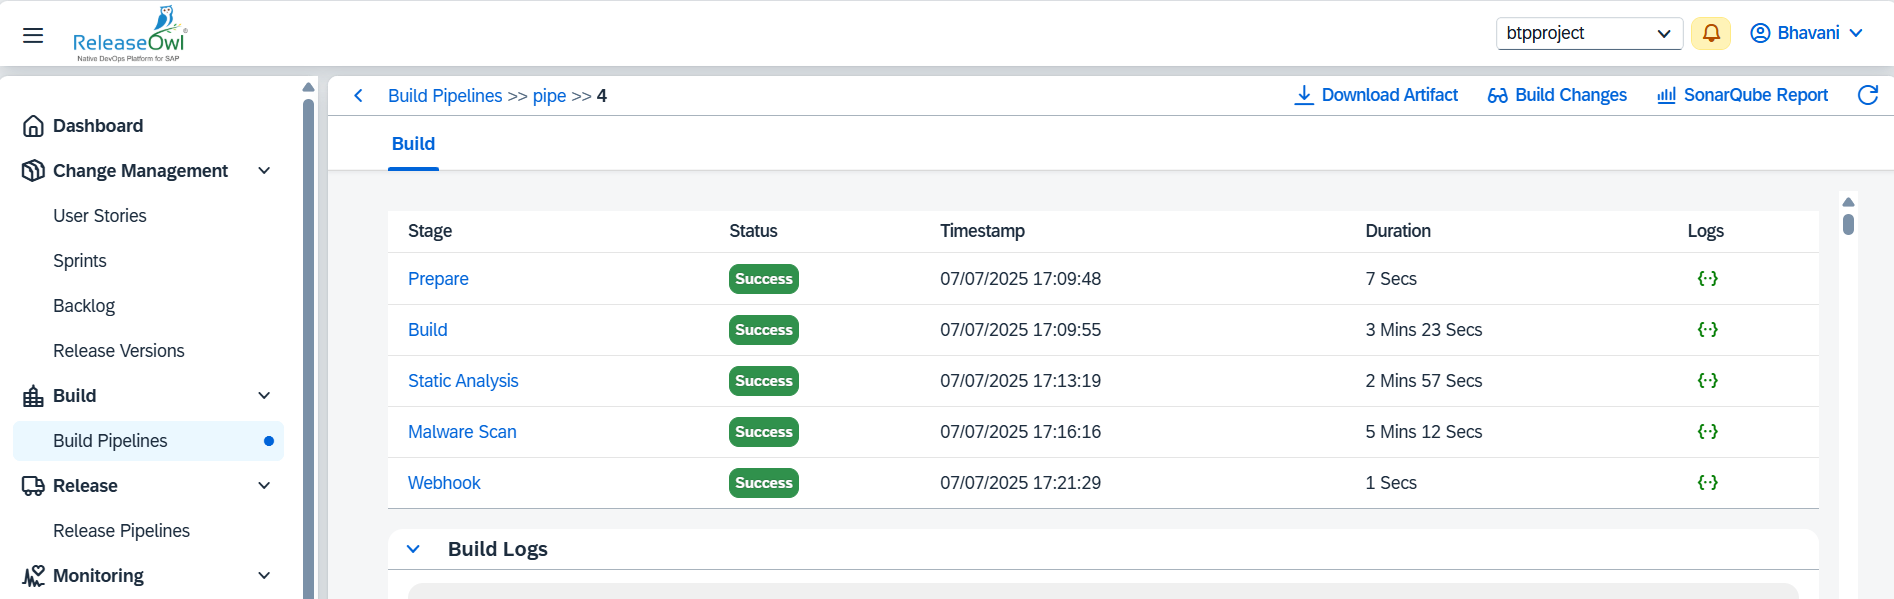 ReleaseOwl®
Native DevOps Platform for SAP
btpproject
Bhavani
Dashboard
Change Management
User Stories
Sprints
Backlog
Release Versions
Build
Build Pipelines
Release
Release Pipelines
Monitoring
Build Pipelines >> pipe >> 4
Download Artifact
Build Changes
SonarQube Report
Build
Stage Status Timestamp Duration Logs
Prepare Success 07/07/2025 17:09:48 7 Secs
Build Success 07/07/2025 17:09:55 3 Mins 23 Secs
Static Analysis Success 07/07/2025 17:13:19 2 Mins 57 Secs
Malware Scan Success 07/07/2025 17:16:16 5 Mins 12 Secs
Webhook Success 07/07/2025 17:21:29 1 Secs
Build Logs